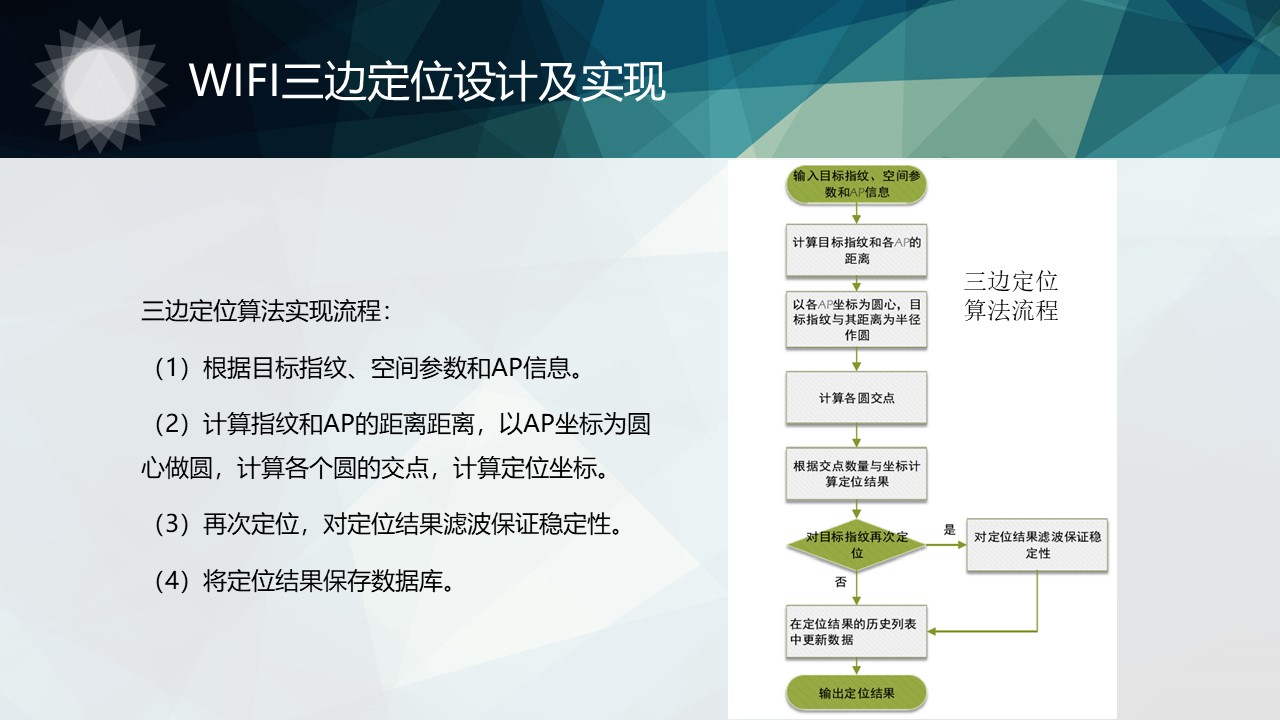 WIFI三边定位设计及实现
三边定位算法实现流程：
（1）根据目标指纹、空间参数和AP信息。
（2）计算指纹和AP的距离距离，以AP坐标为圆
心做圆，计算各个圆的交点，计算定位坐标。
（3）再次定位，对定位结果滤波保证稳定性。
（4）将定位结果保存数据库。
输入目标指纹、空间参
数和AP信息
计算目标指纹和各AP的
距离
三边定位
算法流程
以各AP坐标为圆心，目
标指纹与其距离为半径
作圆
计算各圆交点
根据交点数量与坐标计
算定位结果
对目标指纹再次定
位
是
对定位结果滤波保证稳
定性
否
在定位结果的历史列表
中更新数据
输出定位结果